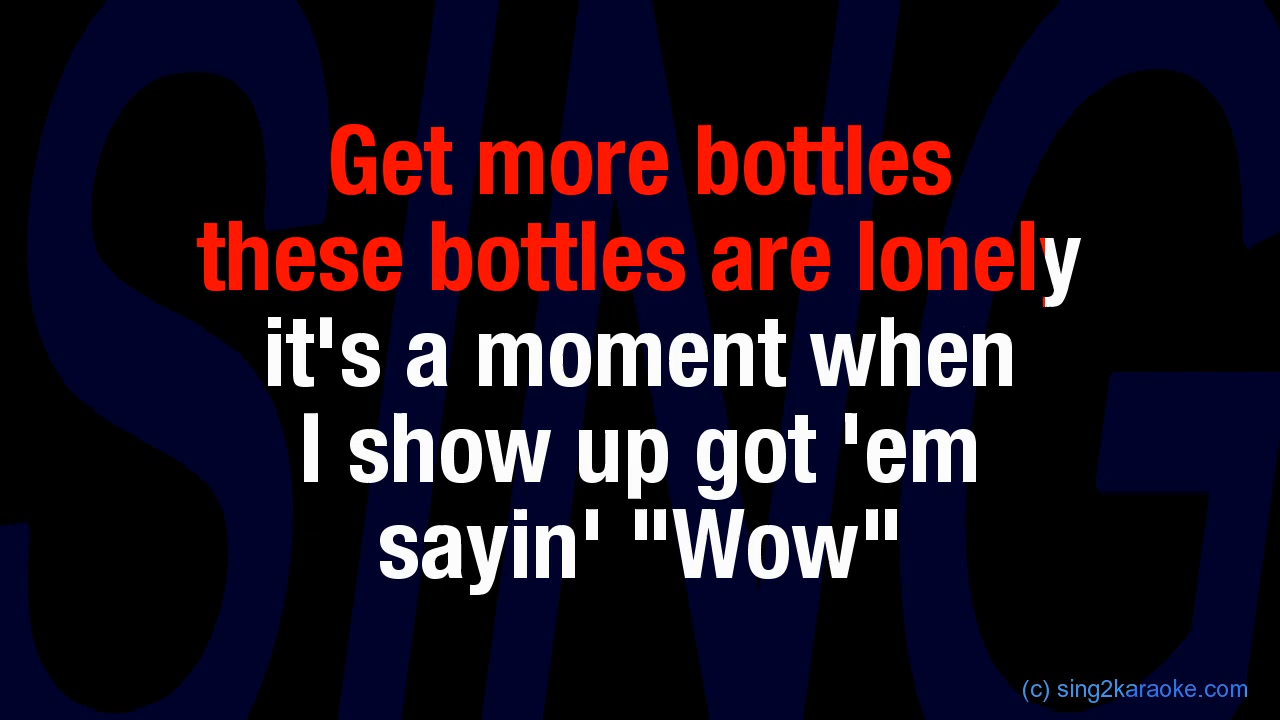 SING
Get more bottles
these bottles are lonely
it's a moment when
I show up got 'em
sayin' "Wow"
(c) sing2karaoke.com